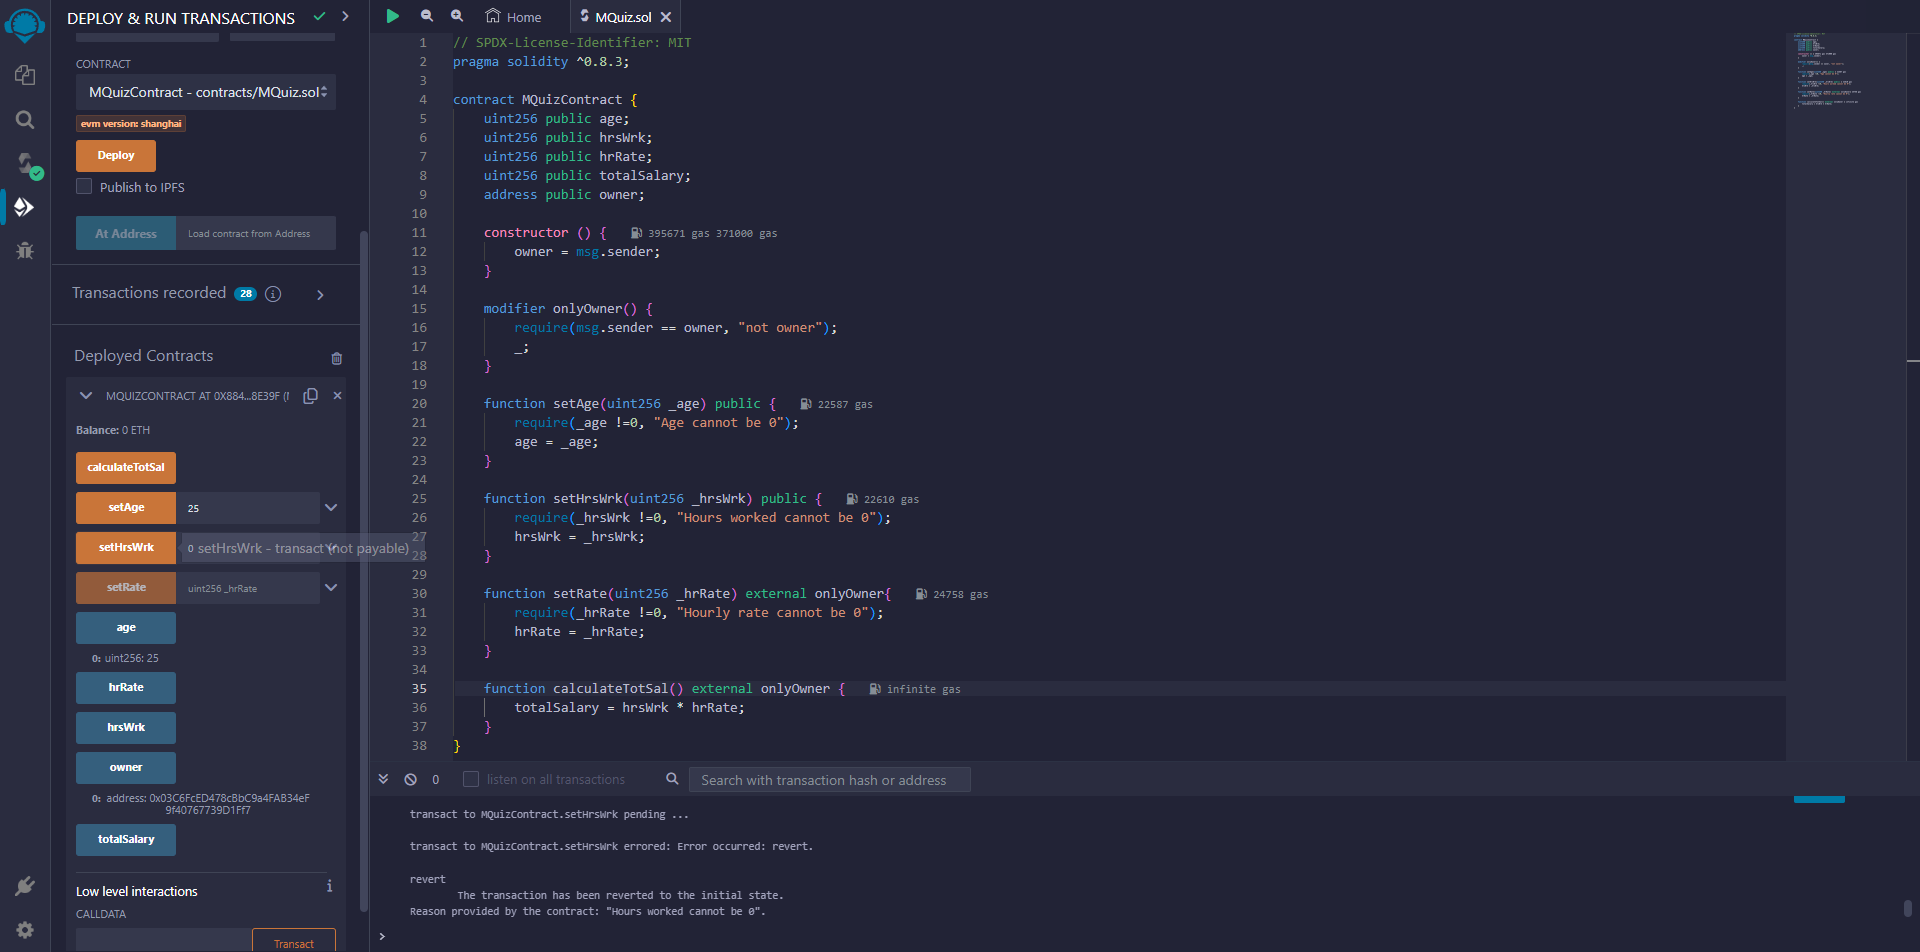 DEPLOY & RUN TRANSACTIONS
CONTRACT
MQuizContract - contracts/MQuiz.sol
evm version: shanghai
Deploy
Publish to IPFS
At Address
Load contract from Address
Transactions recorded 28
Deployed Contracts
MQUIZCONTRACT AT 0X884...8E39F (
Balance: 0 ETH
calculateTotSal
setAge
25
setHrsWrk
0
setHrsWrk - transact (not payable)
setRate
uint256 _hrRate
age
0: uint256: 25
hrRate
hrsWrk
owner
0: address: 0x03C6FcED478cBbC9a4FAB34eF
9f40767739D1Ff7
totalSalary
Low level interactions
CALLDATA
Transact
Home
MQuiz.sol
1 // SPDX-License-Identifier: MIT
2 pragma solidity ^0.8.3;
3
4 contract MQuizContract {
5 uint256 public age;
6 uint256 public hrsWrk;
7 uint256 public hrRate;
8 uint256 public totalSalary;
9 address public owner;
10
11 constructor () { 395671 gas 371000 gas
12 owner = msg.sender;
13 }
14
15 modifier onlyOwner() {
16 require(msg.sender == owner, "not owner");
17 _;
18 }
19
20 function setAge(uint256 _age) public { 22587 gas
21 require(_age !=0, "Age cannot be 0");
22 age = _age;
23 }
24
25 function setHrsWrk(uint256 _hrsWrk) public { 22610 gas
26 require(_hrsWrk !=0, "Hours worked cannot be 0");
27 hrsWrk = _hrsWrk;
28 }
29
30 function setRate(uint256 _hrRate) external onlyOwner{ 24758 gas
31 require(_hrRate !=0, "Hourly rate cannot be 0");
32 hrRate = _hrRate;
33 }
34
35 function calculateTotSal() external onlyOwner { infinite gas
36 totalSalary = hrsWrk * hrRate;
37 }
38 }
0
listen on all transactions
Search with transaction hash or address
transact to MQuizContract.setHrsWrk pending ...
transact to MQuizContract.setHrsWrk errored: Error occurred: revert.
revert
The transaction has been reverted to the initial state.
Reason provided by the contract: "Hours worked cannot be 0".
>